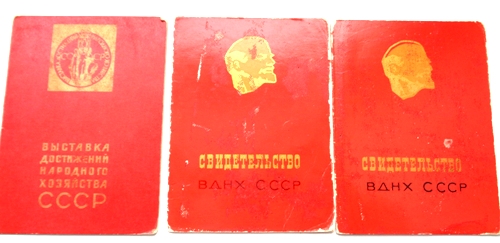 ВЫСТАВКА
ДОСТИЖЕНИЙ
НАРОДНОГО
ХОЗЯЙСТВА
СССР
СВИДЕТЕЛЬСТВО
ВДНХ СССР
СВИДЕТЕЛЬСТВО
ВДНХ СССР